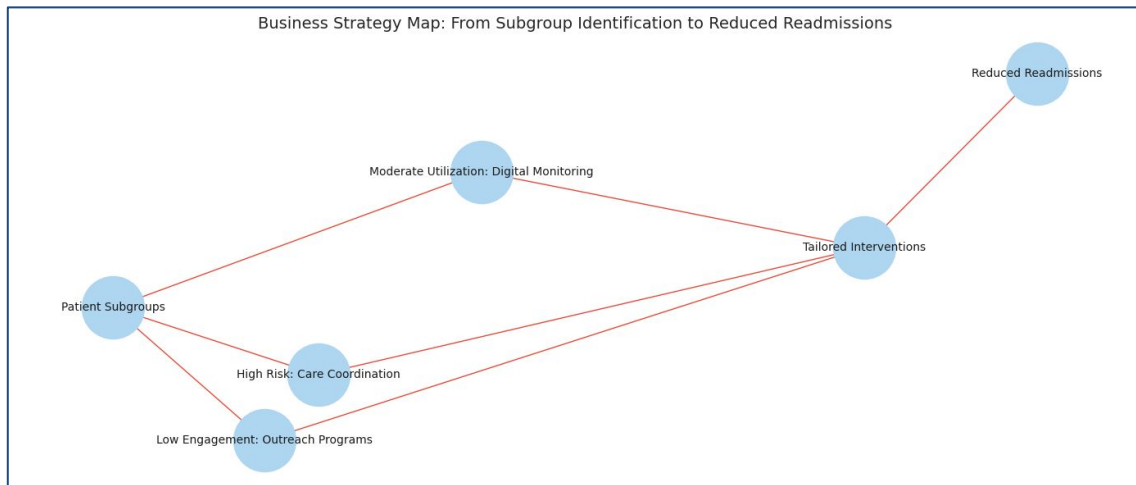 Business Strategy Map: From Subgroup Identification to Reduced Readmissions
Reduced Readmissions
Moderate Utilization: Digital Monitoring
Tailored Interventions
Patient Subgroups
High Risk: Care Coordination
Low Engagement: Outreach Programs